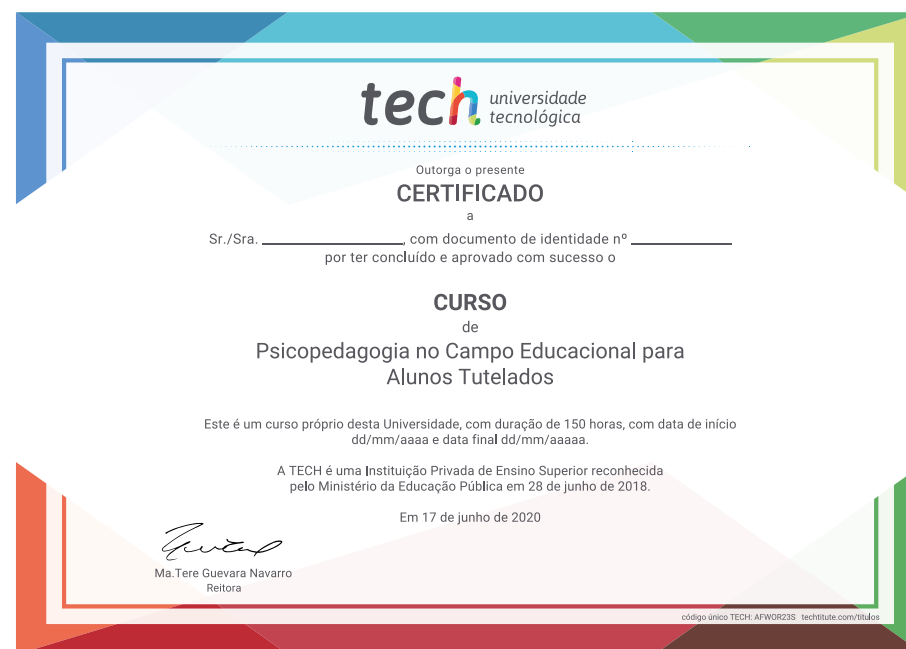 tech universidade
tecnológica
Outorga o presente
CERTIFICADO
a
Sr./Sra. ______________, com documento de identidade nº __________
por ter concluído e aprovado com sucesso o
CURSO
de
Psicopedagogia no Campo Educacional para
Alunos Tutelados
Este é um curso próprio desta Universidade, com duração de 150 horas, com data de início
dd/mm/aaaa e data final dd/mm/aaaaa.
A TECH é uma Instituição Privada de Ensino Superior reconhecida
pelo Ministério da Educação Pública em 28 de junho de 2018.
Em 17 de junho de 2020
Ma.Tere Guevara Navarro
Reitora
código único TECH: AFWOR23S techtitute.com/titulos